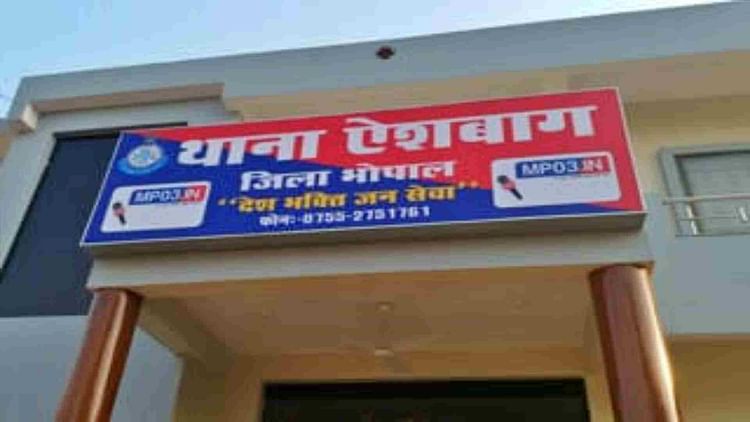 थाना ऐशबाग
जिला भोपाल
"देश भक्ति जन सेवा"
फोन:-0755-2751761
MP03.IN
MP03.IN